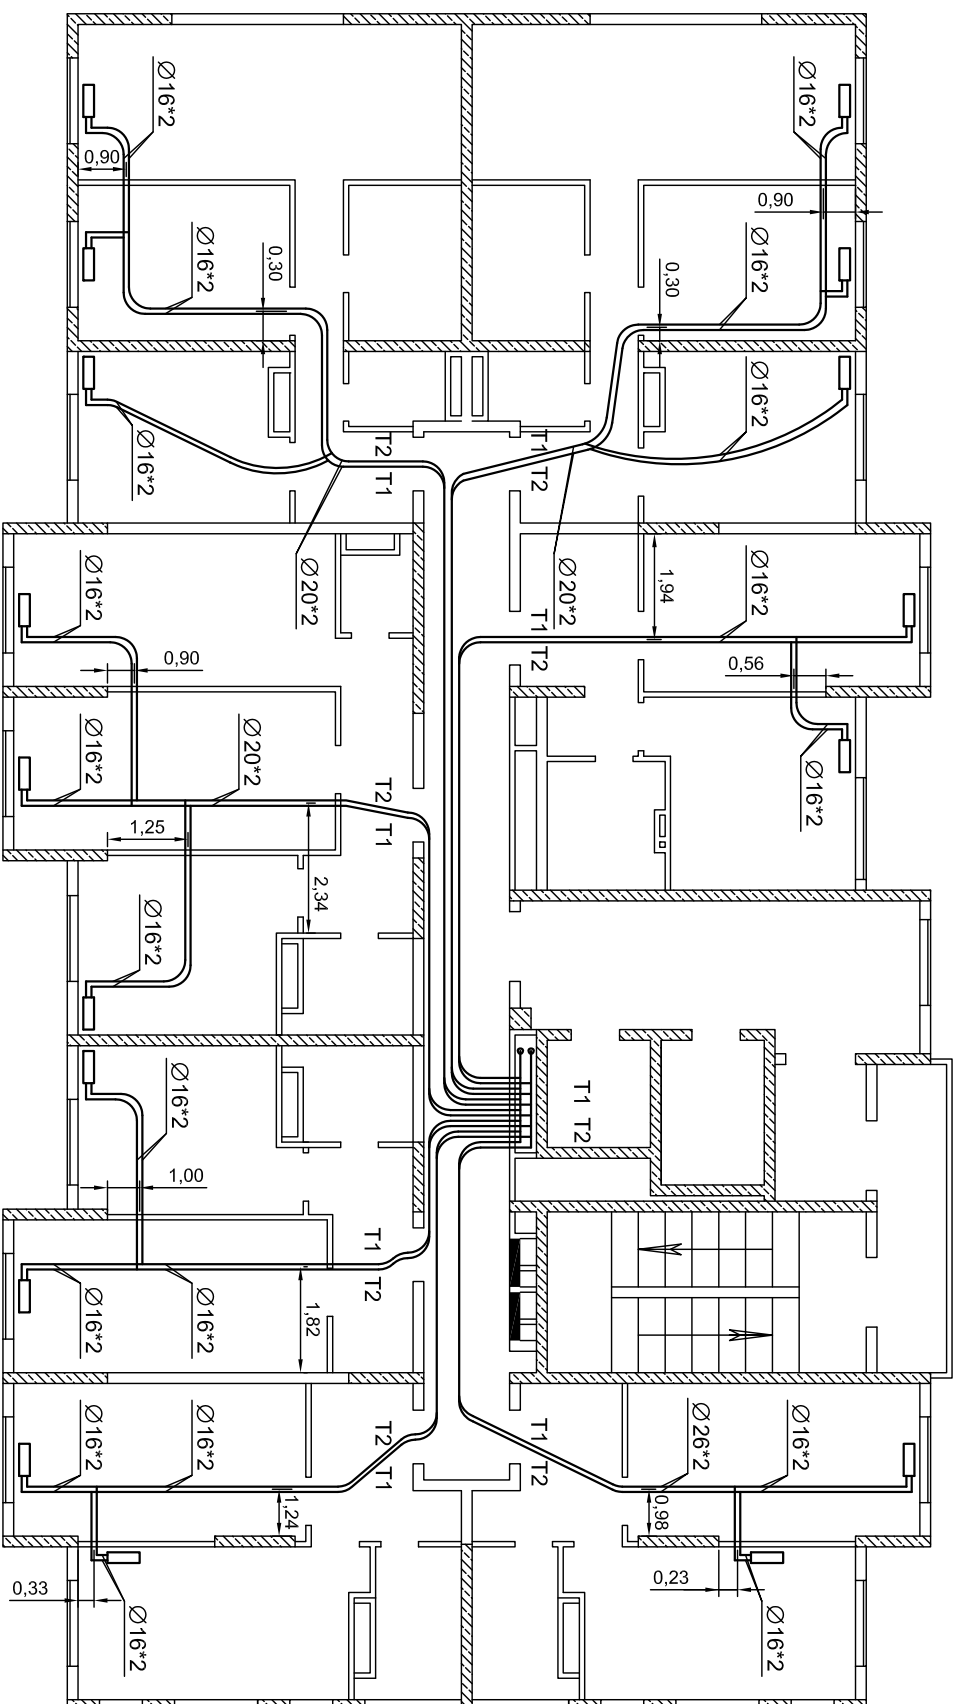 Ø16*2
Ø16*2
0,90
0,90
Ø16*2
Ø16*2
0,30
0,30
Ø16*2
Ø16*2
T2 T1
T1 T2
Ø16*2
Ø20*2
Ø20*2
1,94
Ø16*2
T1 T2
0,90
0,56
Ø16*2
Ø20*2
Ø16*2
T2 T1
1,25
2,34
Ø16*2
T1 T2
Ø16*2
1,00
T1 T2
Ø16*2
Ø16*2
1,82
Ø16*2
Ø16*2
T2 T1
T1 T2
Ø26*2
Ø16*2
1,24
0,98
0,33
0,23
Ø16*2
Ø16*2